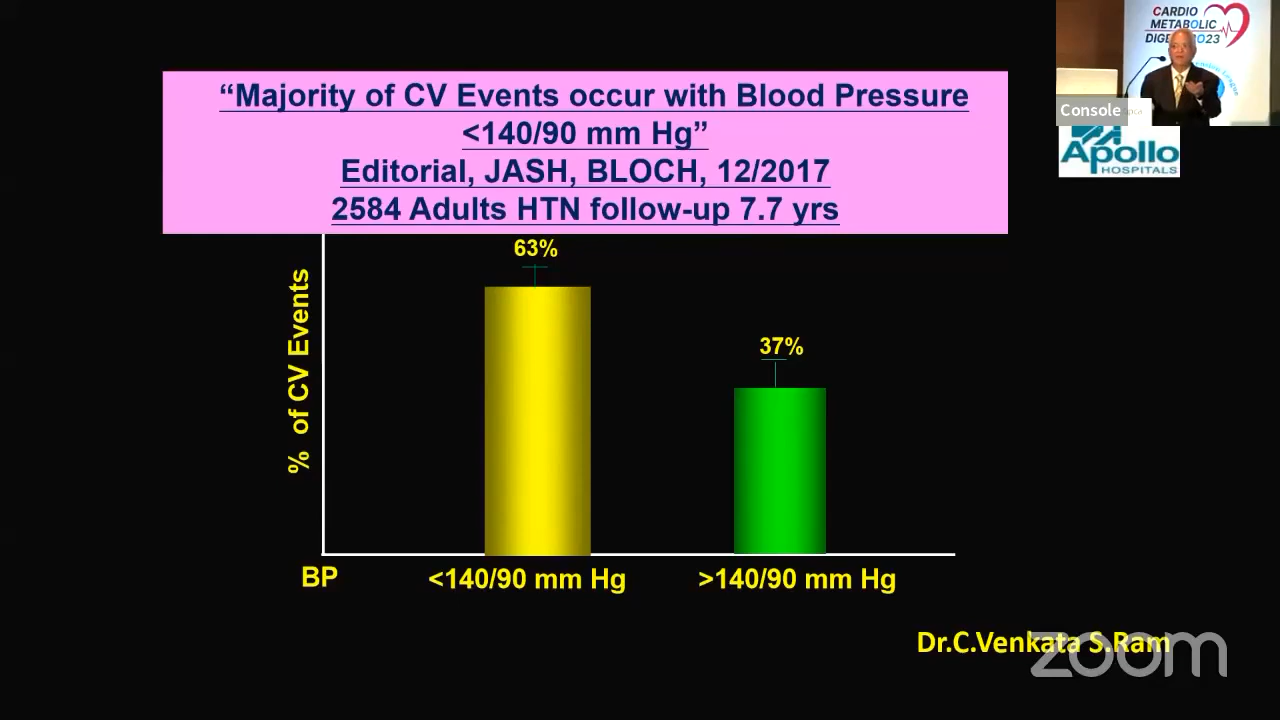 “Majority of CV Events occur with Blood Pressure
<140/90 mm Hg”
Editorial, JASH, BLOCH, 12/2017
2584 Adults HTN follow-up 7.7 yrs
63%
37%
% of CV Events
BP
<140/90 mm Hg
>140/90 mm Hg
Dr.C.Venkata S.Ram
zoom
CARDIO
METABOLIC
Console
Apollo
HOSPITALS